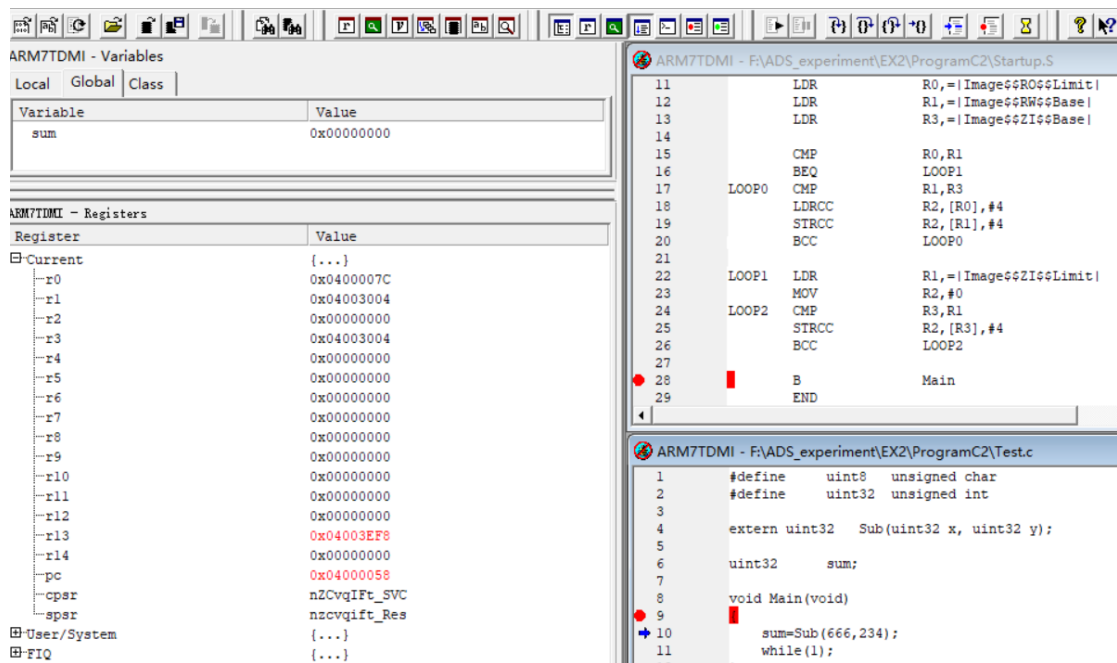 ARM7TDMI - Variables
Local Global Class
Variable Value
sum 0x00000000
ARM7TDMI - Registers
Register Value
Current {...}
r0 0x0400007C
r1 0x04003004
r2 0x00000000
r3 0x04003004
r4 0x00000000
r5 0x00000000
r6 0x00000000
r7 0x00000000
r8 0x00000000
r9 0x00000000
r10 0x00000000
r11 0x00000000
r12 0x00000000
r13 0x04003EF8
r14 0x00000000
pc 0x04000058
cpsr nZCvqIFt_SVC
spsr nzcvqift_Res
User/System {...}
FIQ {...}
ARM7TDMI - F:\ADS_experiment\EX2\ProgramC2\Startup.S
11 LDR R0,=|Image$$RO$$Limit|
12 LDR R1,=|Image$$RW$$Base|
13 LDR R3,=|Image$$ZI$$Base|
14
15 CMP R0,R1
16 BEQ LOOP1
17 LOOP0 CMP R1,R3
18 LDRCC R2,[R0],#4
19 STRCC R2,[R1],#4
20 BCC LOOP0
21
22 LOOP1 LDR R1,=|Image$$ZI$$Limit|
23 MOV R2,#0
24 LOOP2 CMP R3,R1
25 STRCC R2,[R3],#4
26 BCC LOOP2
27
28 B Main
29 END
ARM7TDMI - F:\ADS_experiment\EX2\ProgramC2\Test.c
1 #define uint8 unsigned char
2 #define uint32 unsigned int
3
4 extern uint32 Sub(uint32 x, uint32 y);
5
6 uint32 sum;
7
8 void Main(void)
9 {
10 sum=Sub(666,234);
11 while(1);